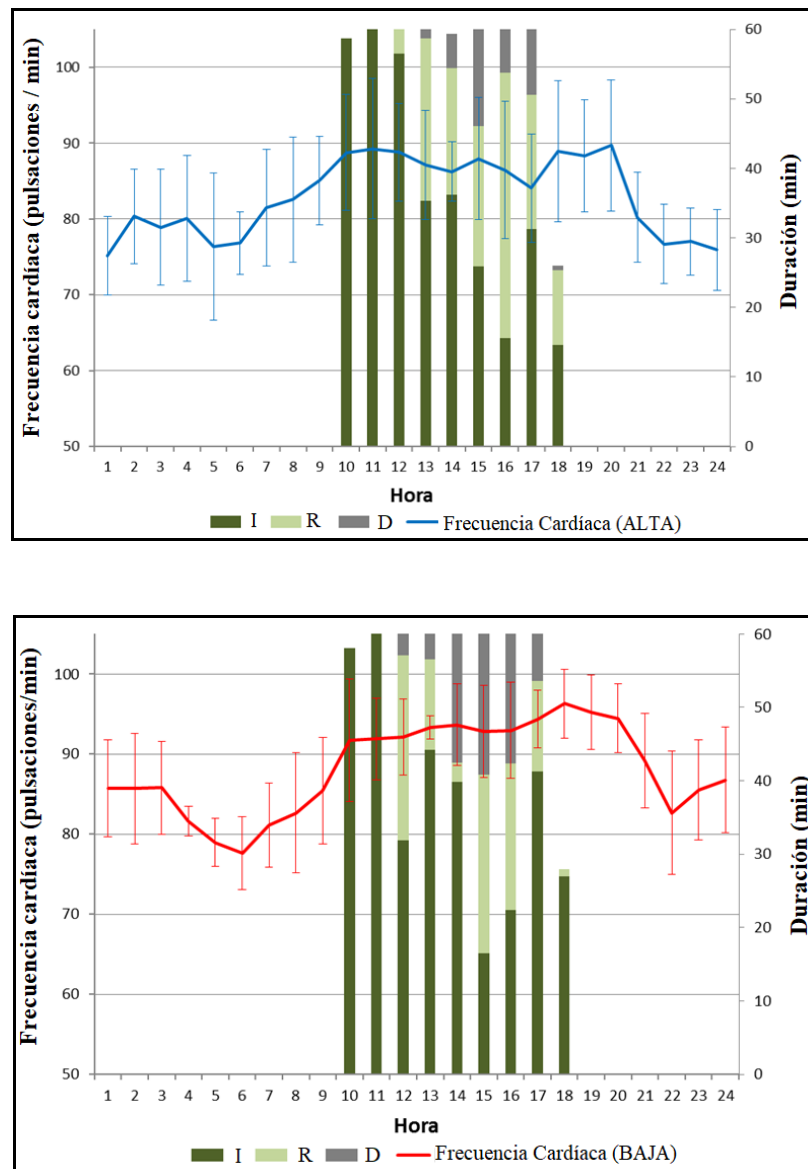 Frecuencia cardíaca (pulsaciones / min)
100
90
80
70
60
50
60
50
40
30
20
10
0
Duración (min)
1 2 3 4 5 6 7 8 9 10 11 12 13 14 15 16 17 18 19 20 21 22 23 24
Hora
I R D Frecuencia Cardíaca (ALTA)
Frecuencia cardíaca (pulsaciones/min)
100
90
80
70
60
50
60
50
40
30
20
10
0
Duración (min)
1 2 3 4 5 6 7 8 9 10 11 12 13 14 15 16 17 18 19 20 21 22 23 24
Hora
I R D Frecuencia Cardíaca (BAJA)